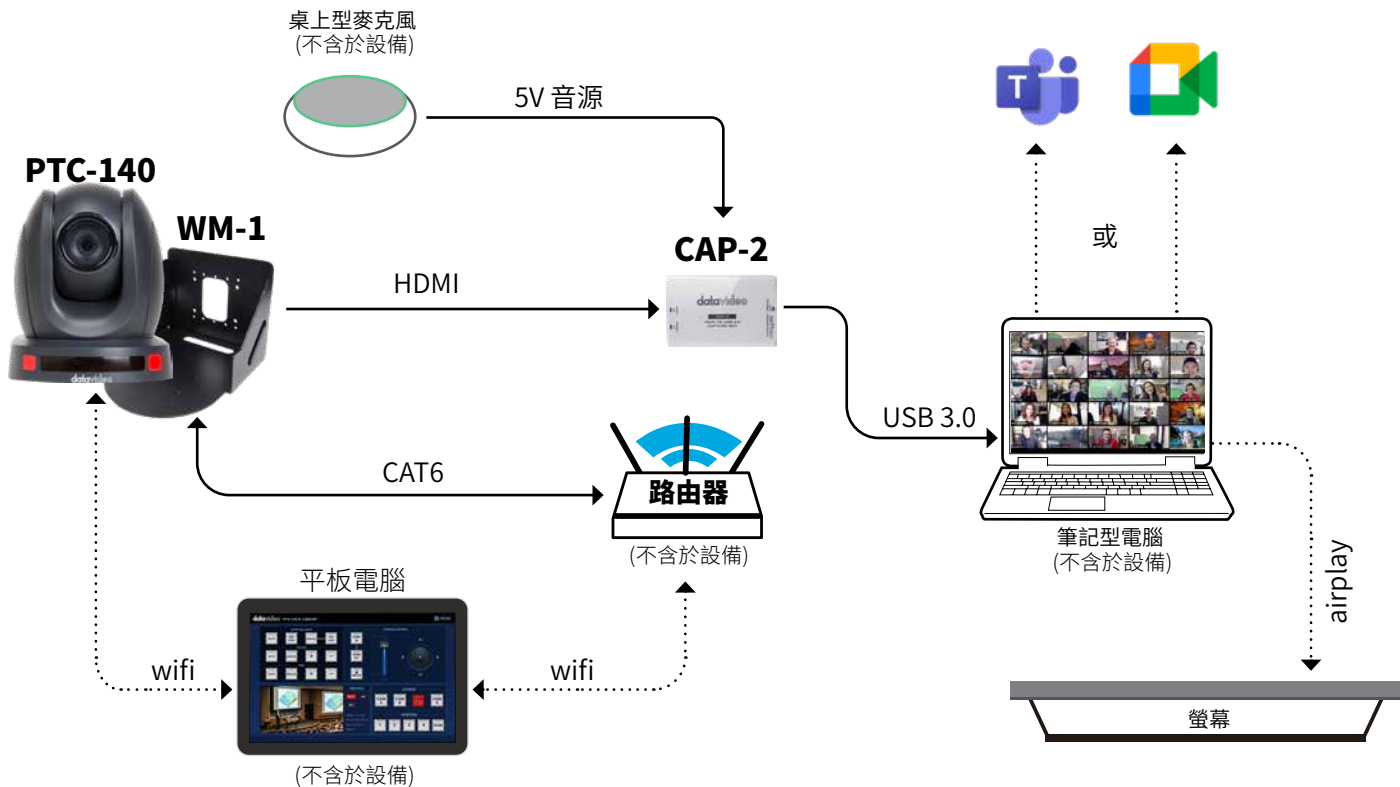 桌上型麥克風
(不含於設備)
5V 音源
T
PTC-140
WM-1
或
CAP-2
HDMI
datavideo
datavideo
USB 3.0
CAT6
路由器
(不含於設備)
筆記型電腦
(不含於設備)
airplay
平板電腦
datavideo
wifi
wifi
螢幕
(不含於設備)